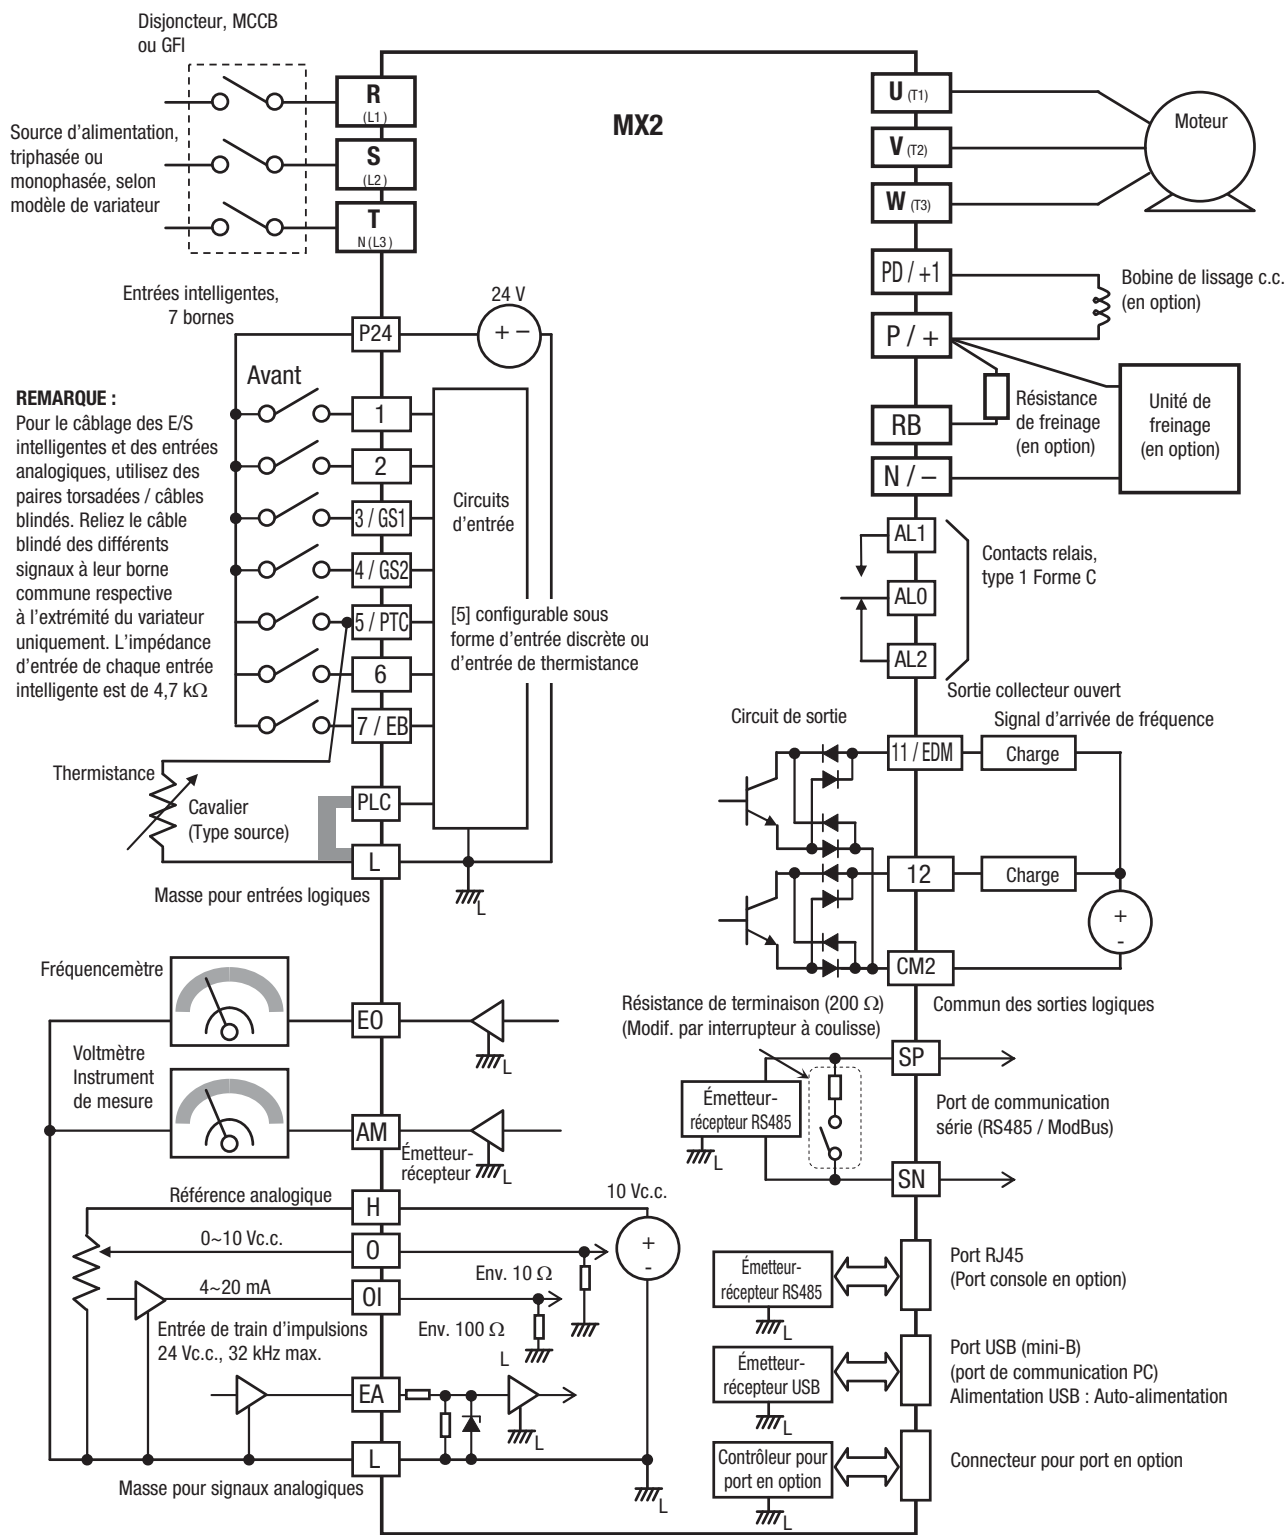 Disjoncteur, MCCB
ou GFI
Source d'alimentation,
triphasée ou
monophasée, selon
modèle de variateur
R
(L1)
S
(L2)
T
N (L3)
MX2
U (T1)
V (T2)
W (T3)
Moteur
PD / +1
P / +
RB
N / –
Bobine de lissage c.c.
(en option)
Résistance
de freinage
(en option)
Unité de
freinage
(en option)
Entrées intelligentes,
7 bornes
24 V
+ –
P24
Avant
REMARQUE :
Pour le câblage des E/S
intelligentes et des entrées
analogiques, utilisez des
paires torsadées / câbles
blindés. Reliez le câble
blindé des différents
signaux à leur borne
commune respective
à l'extrémité du variateur
uniquement. L'impédance
d'entrée de chaque entrée
intelligente est de 4,7 kΩ
1
2
3 / GS1
4 / GS2
5 / PTC
6
7 / EB
PLC
L
Circuits
d'entrée
[5] configurable sous
forme d'entrée discrète ou
d'entrée de thermistance
Thermistance
Cavalier
(Type source)
Masse pour entrées logiques
L
AL1
AL0
AL2
Contacts relais,
type 1 Forme C
Sortie collecteur ouvert
Circuit de sortie
Signal d'arrivée de fréquence
11 / EDM
Charge
12
Charge
+
-
CM2
Commun des sorties logiques
Résistance de terminaison (200 Ω)
(Modif. par interrupteur à coulisse)
Émetteur-
récepteur RS485
L
SP
SN
Port de communication
série (RS485 / ModBus)
Fréquencemètre
EO
L
Voltmètre
Instrument
de mesure
AM
Émetteur-
récepteur
L
Référence analogique
H
10 Vc.c.
+
-
0~10 Vc.c.
O
Env. 10 Ω
4~20 mA
OI
Env. 100 Ω
L
Entrée de train d'impulsions
24 Vc.c., 32 kHz max.
EA
L
L
Masse pour signaux analogiques
L
Émetteur-
récepteur RS485
L
Port RJ45
(Port console en option)
Émetteur-
récepteur USB
L
Port USB (mini-B)
(port de communication PC)
Alimentation USB : Auto-alimentation
Contrôleur pour
port en option
L
Connecteur pour port en option